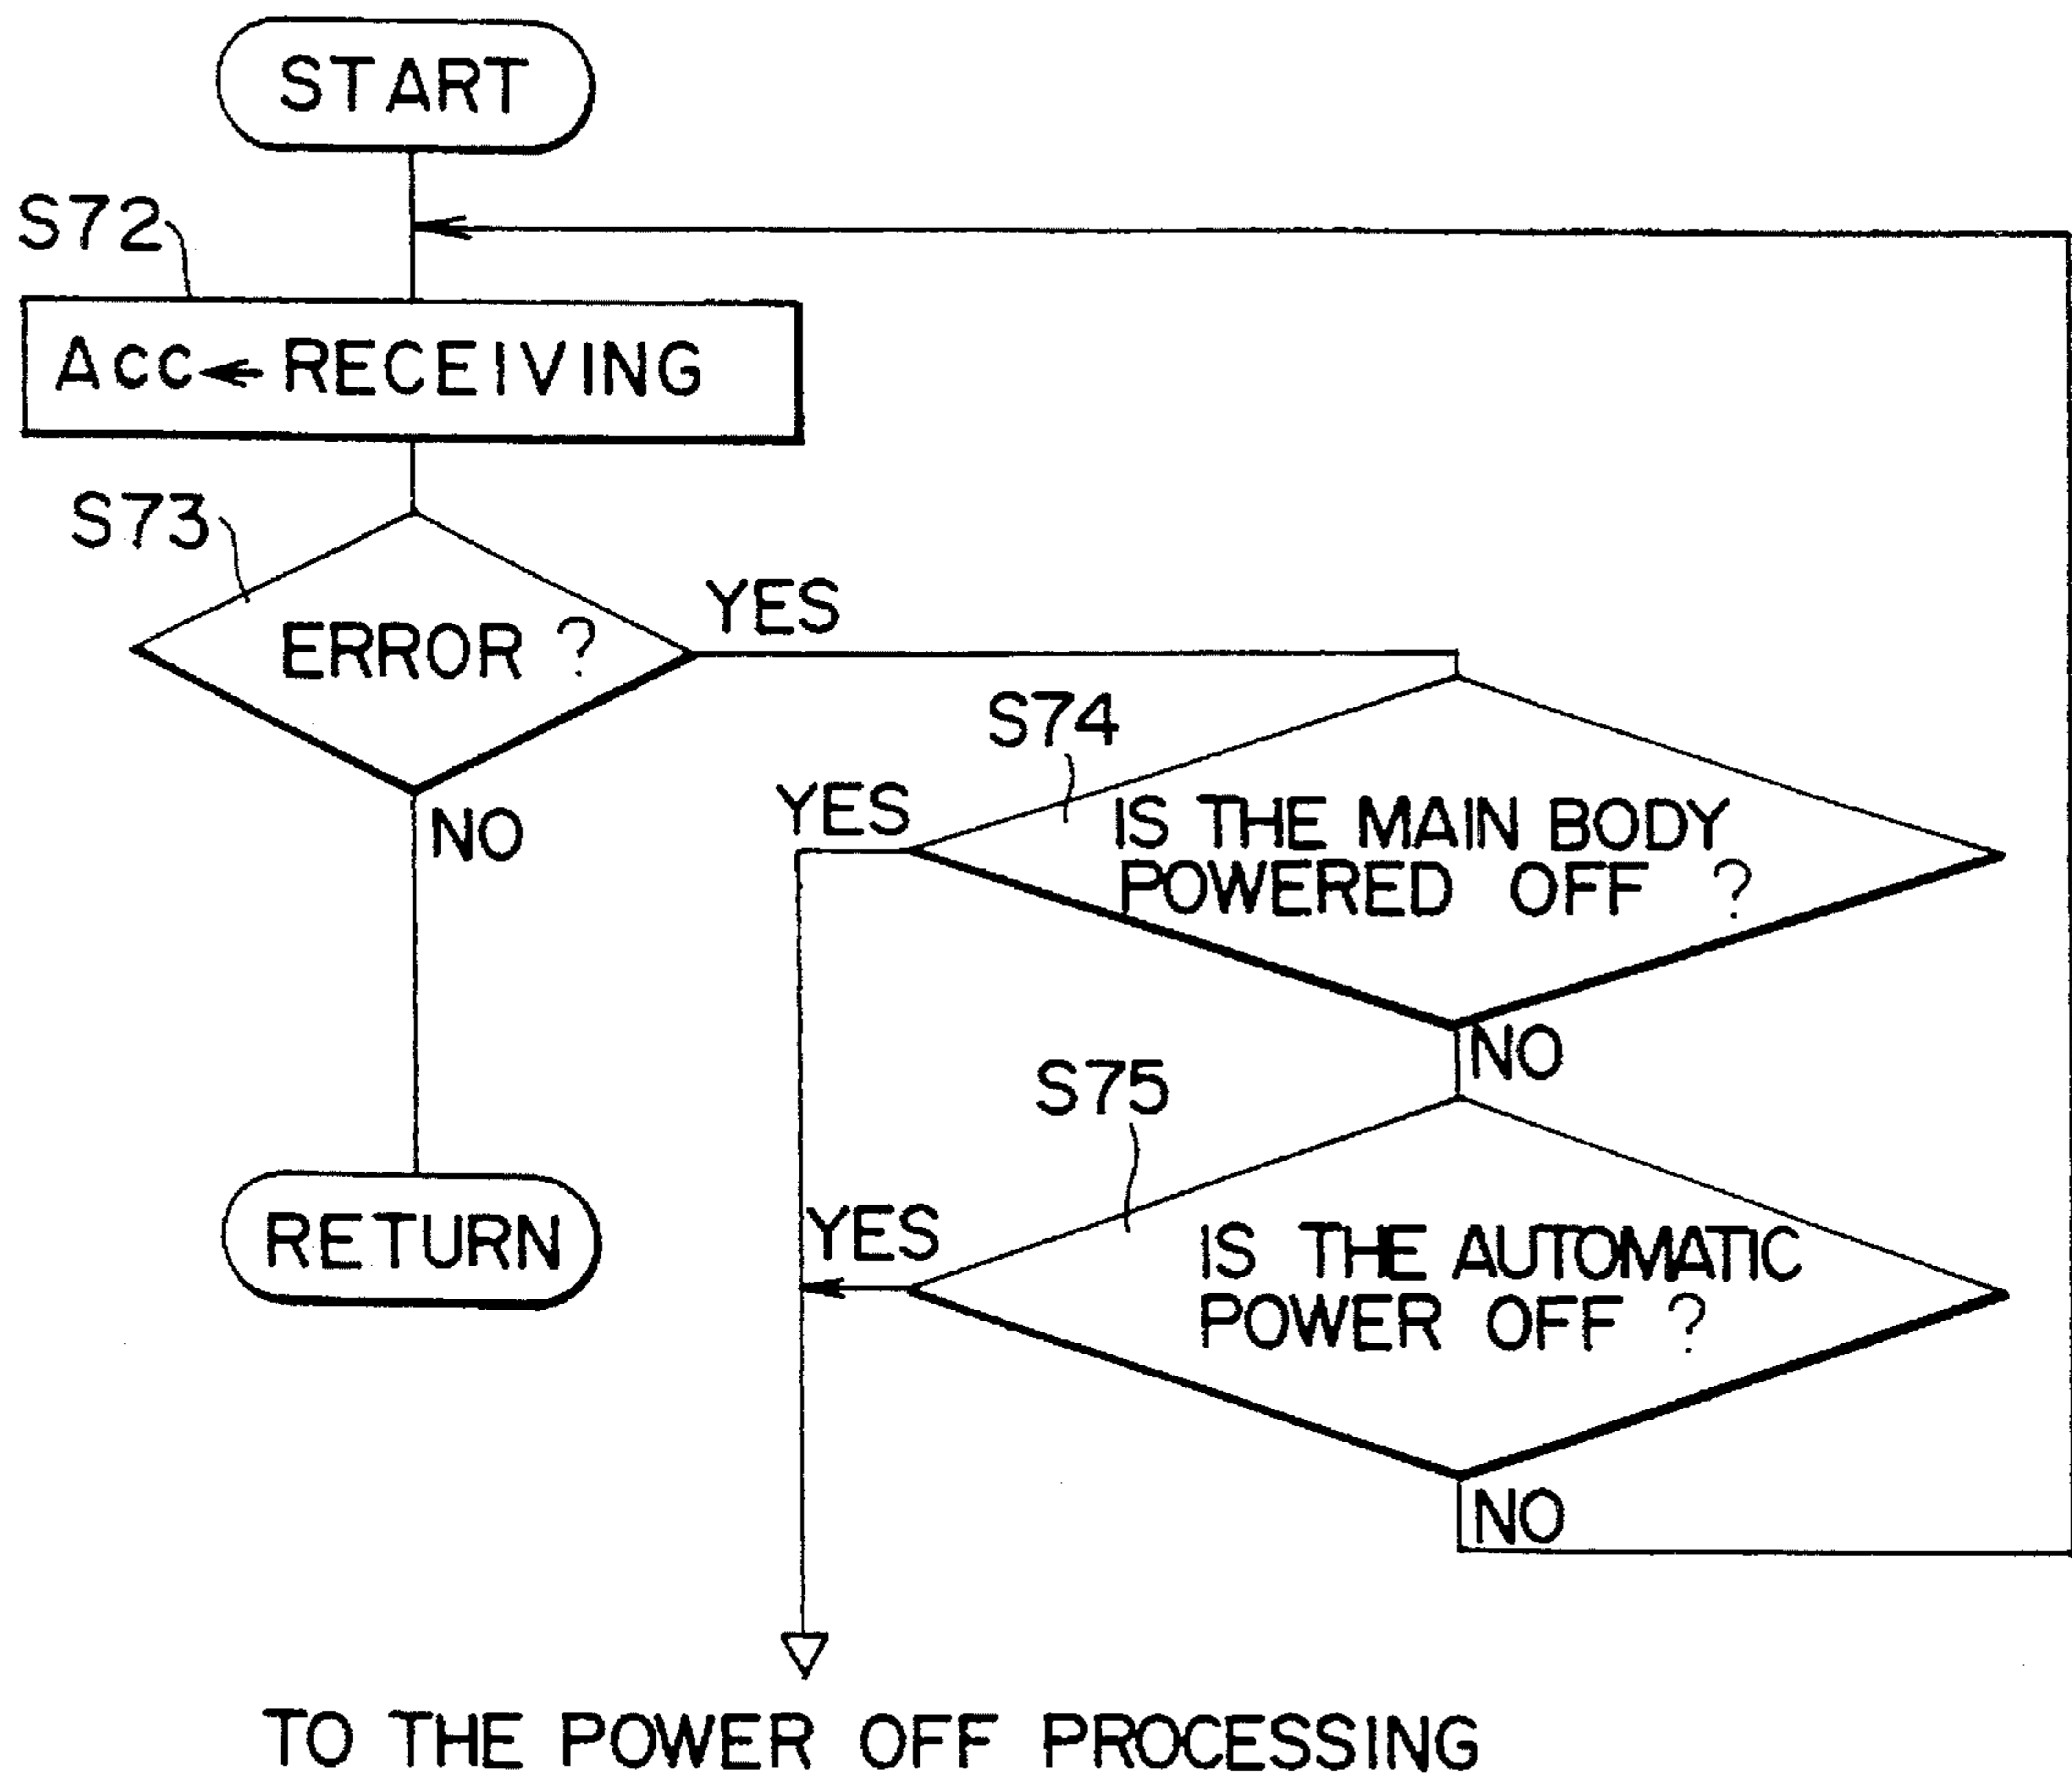 START
S72
ACC ← RECEIVING
S73
ERROR ?
YES
NO
S74
YES
IS THE MAIN BODY
POWERED OFF ?
NO
S75
YES
IS THE AUTOMATIC
POWER OFF ?
NO
RETURN
TO THE POWER OFF PROCESSING